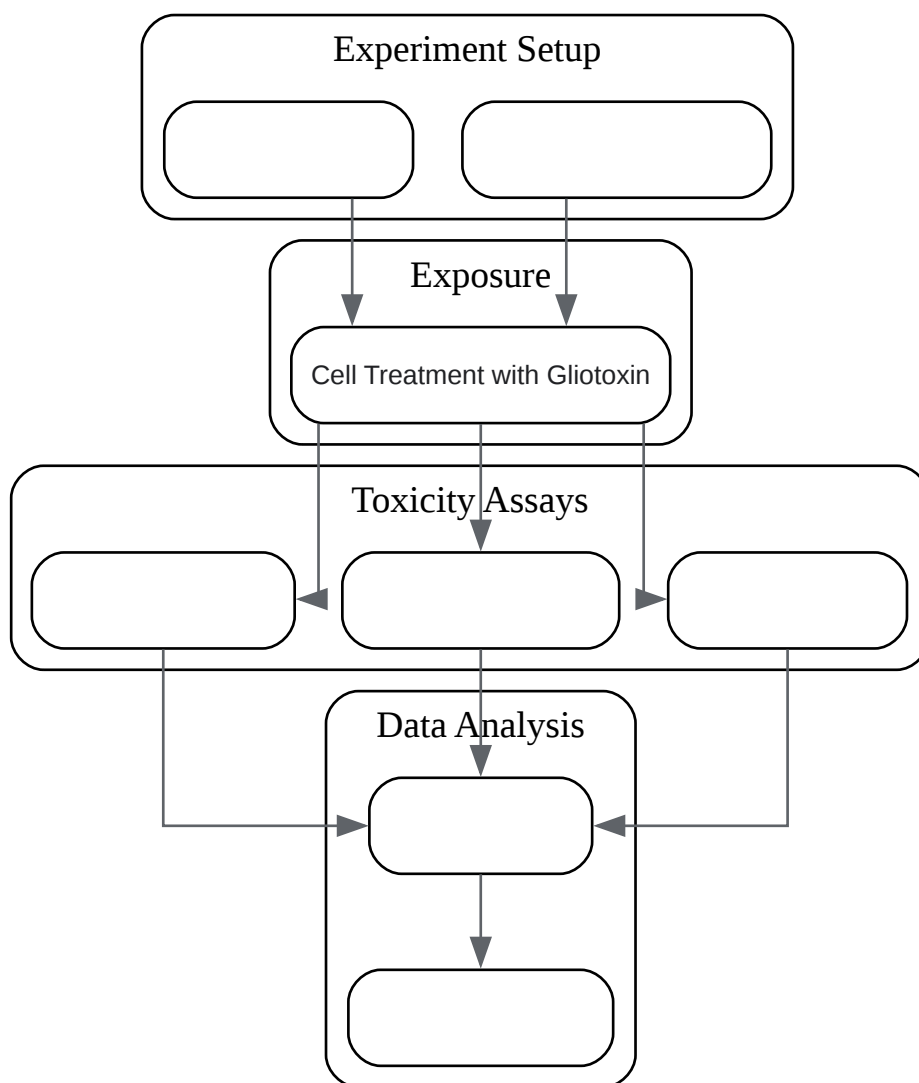 Experiment Setup
Exposure
Cell Treatment with Gliotoxin
Toxicity Assays
Data Analysis